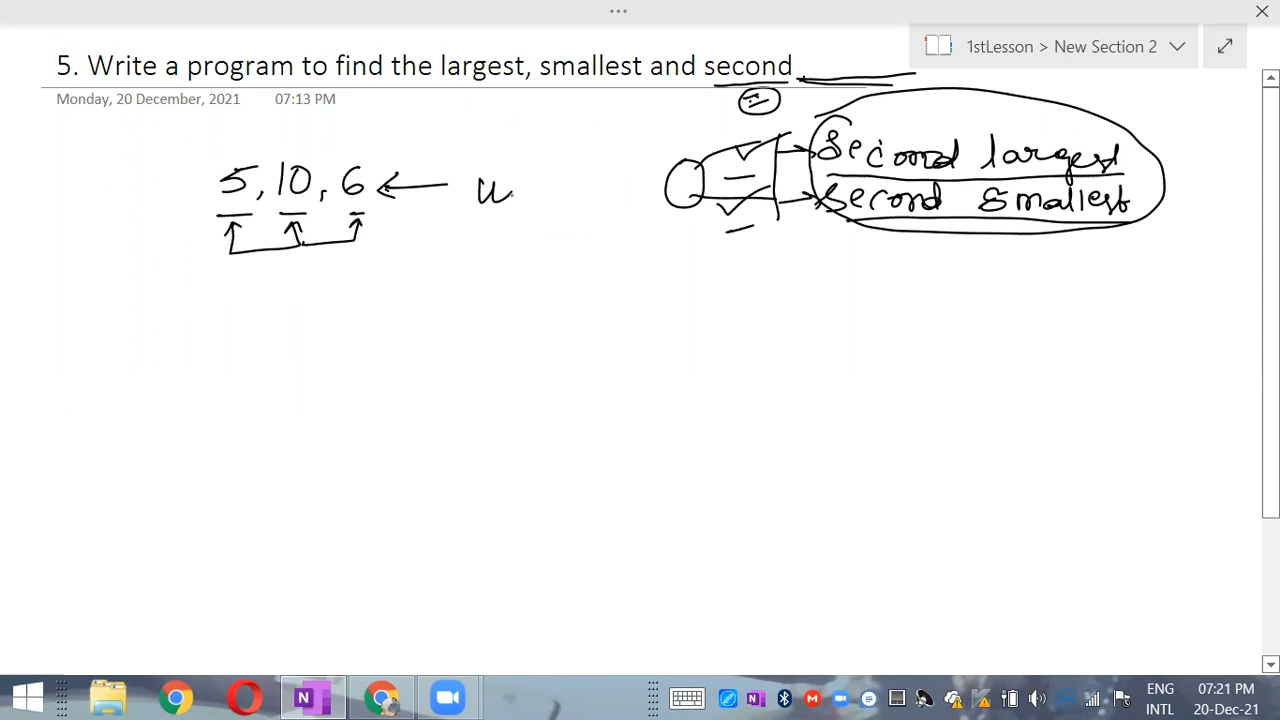 1stLesson > New Section 2
5. Write a program to find the largest, smallest and second
Monday, 20 December, 2021 07:13 PM
5, 10, 6 ← u
Second largest
Second Smallest
ENG
INTL
07:21 PM
20-Dec-21